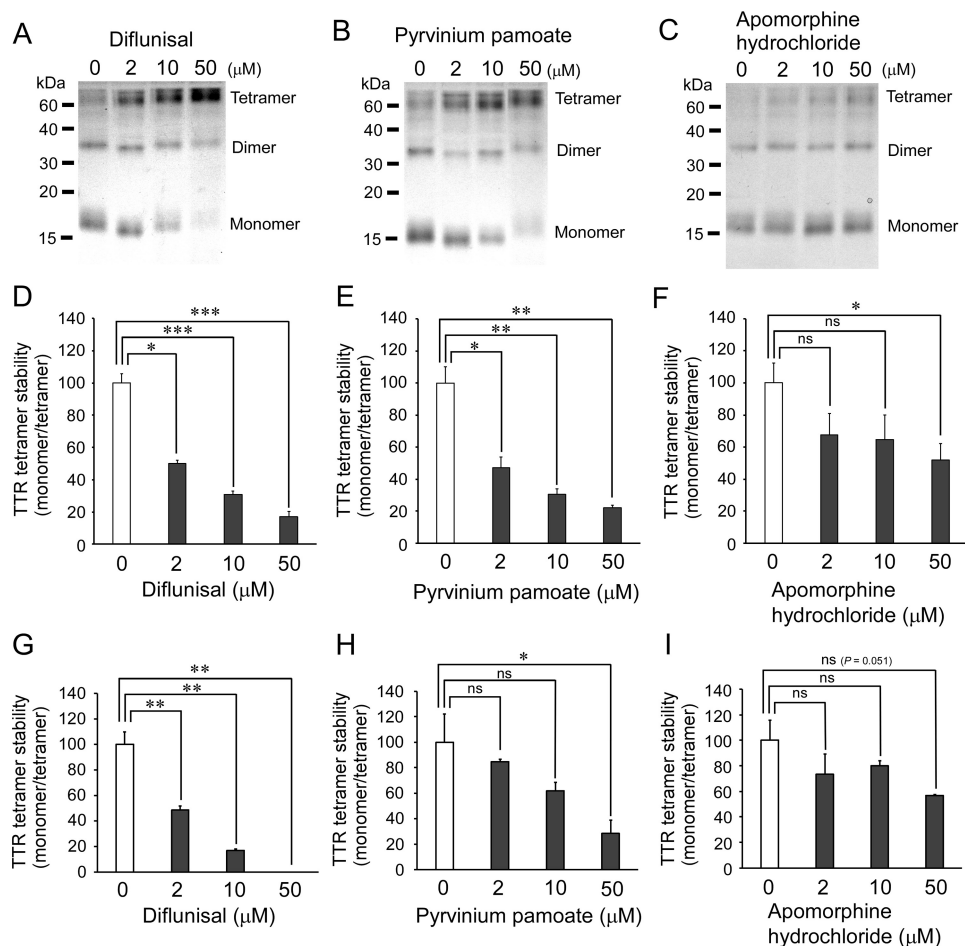 A
Diflunisal
0 2 10 50 (μM)
kDa
60
40
30
20
15
Tetramer
Dimer
Monomer
B
Pyrvinium pamoate
0 2 10 50 (μM)
kDa
60
40
30
20
15
Tetramer
Dimer
Monomer
C
Apomorphine
hydrochloride
0 2 10 50 (μM)
kDa
60
40
30
20
15
Tetramer
Dimer
Monomer
D
TTR tetramer stability
(monomer/tetramer)
140
120
100
80
60
40
20
0
***
***
*
0 2 10 50
Diflunisal (μM)
E
TTR tetramer stability
(monomer/tetramer)
140
120
100
80
60
40
20
0
**
**
*
0 2 10 50
Pyrvinium pamoate (μM)
F
TTR tetramer stability
(monomer/tetramer)
140
120
100
80
60
40
20
0
*
ns
ns
0 2 10 50
Apomorphine
hydrochloride (μM)
G
TTR tetramer stability
(monomer/tetramer)
140
120
100
80
60
40
20
0
**
**
**
0 2 10 50
Diflunisal (μM)
H
TTR tetramer stability
(monomer/tetramer)
140
120
100
80
60
40
20
0
*
ns
ns
0 2 10 50
Pyrvinium pamoate (μM)
I
TTR tetramer stability
(monomer/tetramer)
140
120
100
80
60
40
20
0
ns (P = 0.051)
ns
ns
0 2 10 50
Apomorphine
hydrochloride (μM)